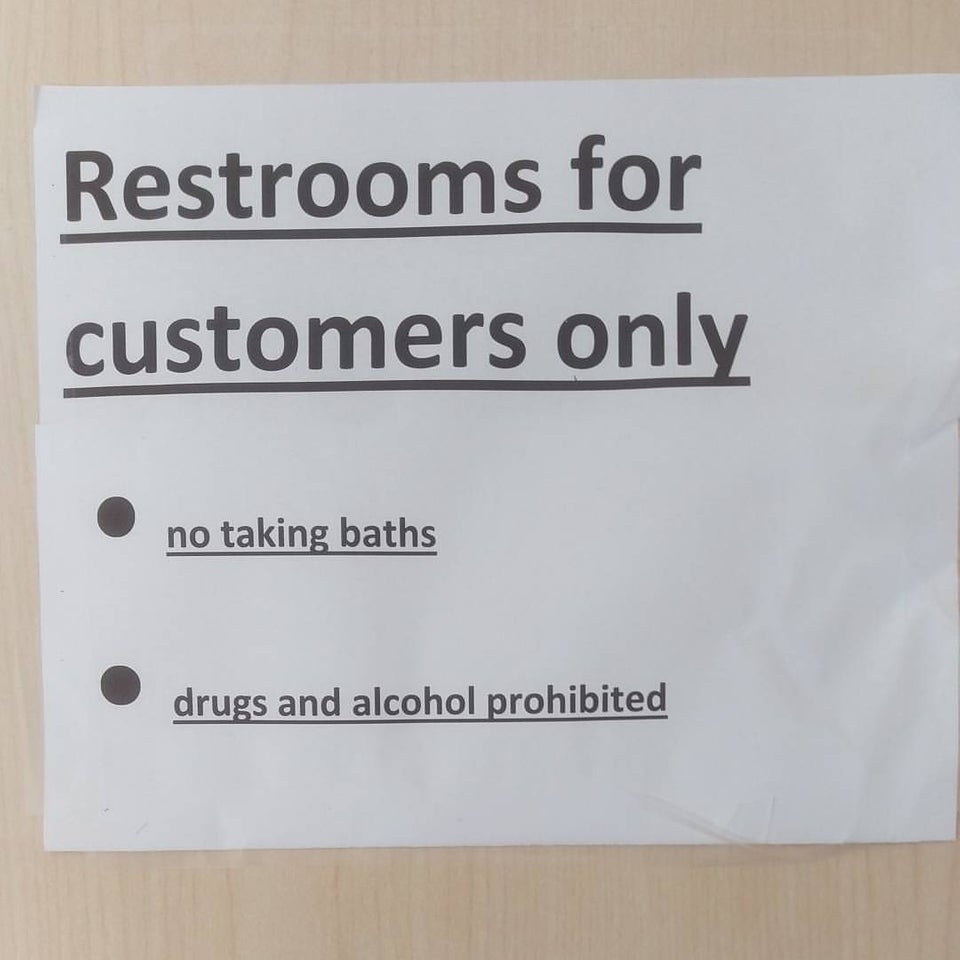 Restrooms for
customers only
● no taking baths
● drugs and alcohol prohibited